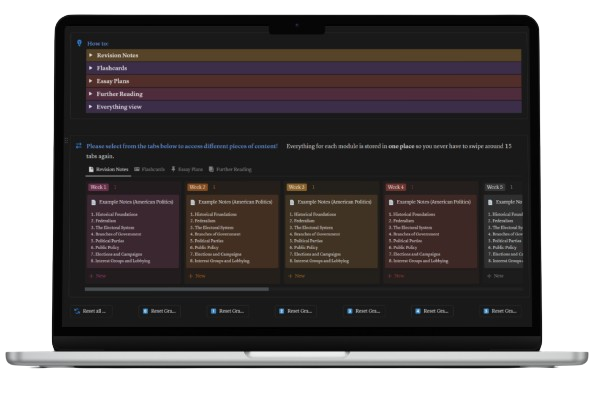 How to:
Revision Notes
Flashcards
Essay Plans
Further Reading
Everything view
Please select from the tabs below to access different pieces of content! Everything for each module is stored in one place so you never have to swipe around 15
tabs again.
Revision Notes Flashcards Essay Plans Further Reading
Week 1 1 Week 2 1 Week 3 1 Week 4 1 Week 5 1
Example Notes (American Politics) Example Notes (American Politics) Example Notes (American Politics) Example Notes (American Politics) Example No
1. Historical Foundations 1. Historical Foundations 1. Historical Foundations 1. Historical Foundations 1. Historical Found
2. Federalism 2. Federalism 2. Federalism 2. Federalism 2. Federalism
3. The Electoral System 3. The Electoral System 3. The Electoral System 3. The Electoral System 3. The Electoral Sy
4. Branches of Government 4. Branches of Government 4. Branches of Government 4. Branches of Government 4. Branches of Go
5. Political Parties 5. Political Parties 5. Political Parties 5. Political Parties 5. Political Parties
6. Public Policy 6. Public Policy 6. Public Policy 6. Public Policy 6. Public Policy
7. Elections and Campaigns 7. Elections and Campaigns 7. Elections and Campaigns 7. Elections and Campaigns 7. Elections and Ca
8. Interest Groups and Lobbying 8. Interest Groups and Lobbying 8. Interest Groups and Lobbying 8. Interest Groups and Lobbying 8. Interest Groups
+ New + New + New + New + New
Reset all ... Reset Gra... Reset Gra... Reset Gra... Reset Gra... Reset Gra... Reset Gra...